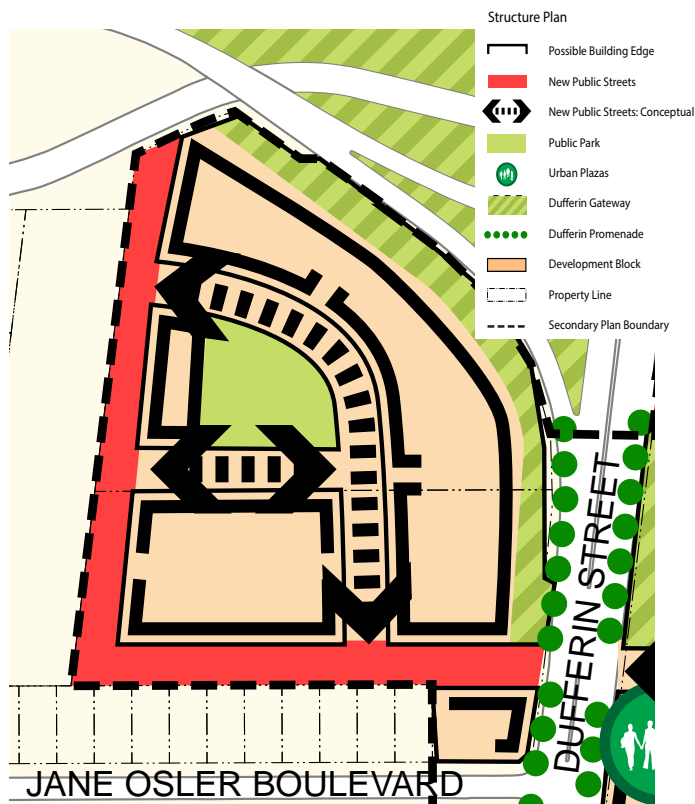 Structure Plan
Possible Building Edge
New Public Streets
New Public Streets: Conceptual
Public Park
Urban Plazas
Dufferin Gateway
Dufferin Promenade
Development Block
Property Line
Secondary Plan Boundary
DUFFERIN STREET
JANE OSLER BOULEVARD